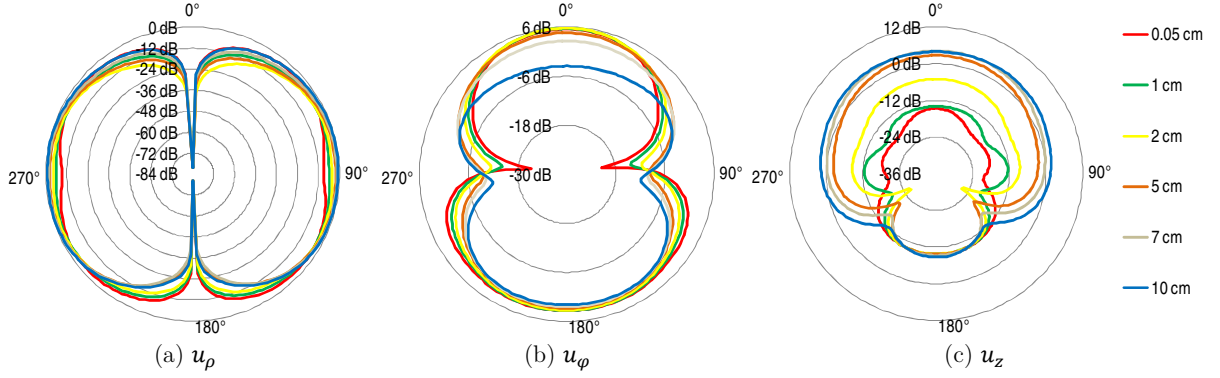 0°
0 dB
-12 dB
-24 dB
-36 dB
-48 dB
-60 dB
-72 dB
-84 dB
270°
90°
180°
(a) uρ
0°
6 dB
-6 dB
-18 dB
-30 dB
270°
90°
180°
(b) uφ
0°
12 dB
0 dB
-12 dB
-24 dB
-36 dB
270°
90°
180°
(c) uz
0.05 cm
1 cm
2 cm
5 cm
7 cm
10 cm